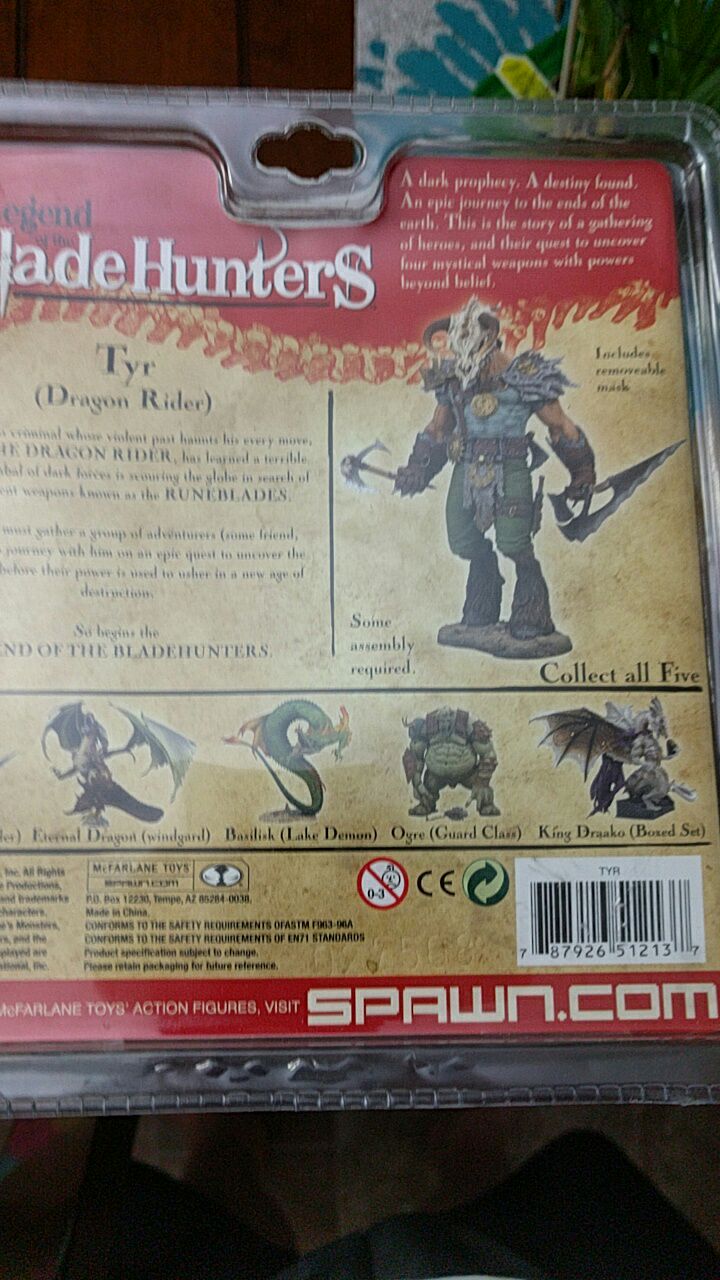 egend
of the
ladeHunters
A dark prophecy. A destiny found.
An epic journey to the ends of the
earth. This is the story of a gathering
of heroes, and their quest to uncover
four mystical weapons with powers
beyond belief.
Tyr
(Dragon Rider)
criminal whose violent past haunts his every move,
HE DRAGON RIDER, has learned a terrible
bal of dark forces is scouring the globe in search of
ent weapons known as the RUNEBLADES.
must gather a group of adventurers (some friend,
journey with him on an epic quest to uncover the
before their power is used to usher in a new age of
destruction.
So begins the
ND OF THE BLADEHUNTERS.
Includes
removeable
mask
Some
assembly
required.
Collect all Five
Eternal Dragon (windgard)
Basilisk (Lake Demon)
Ogre (Guard Class)
King Draako (Boxed Set)
Inc. All Rights
Productions,
and trademarks
characters,
's Monsters,
rs, and the
splayed are
ational, Inc.
McFARLANE TOYS
SPAWN.COM
P.O. Box 12230, Tempe, AZ 85284-0038.
Made in China.
CONFORMS TO THE SAFETY REQUIREMENTS OFASTM F963-96A
CONFORMS TO THE SAFETY REQUIREMENTS OF EN71 STANDARDS
Product specification subject to change.
Please retain packaging for future reference.
0-3
CE
TYR
7 87926 51213 7
McFARLANE TOYS' ACTION FIGURES, VISIT SPAWN.COM